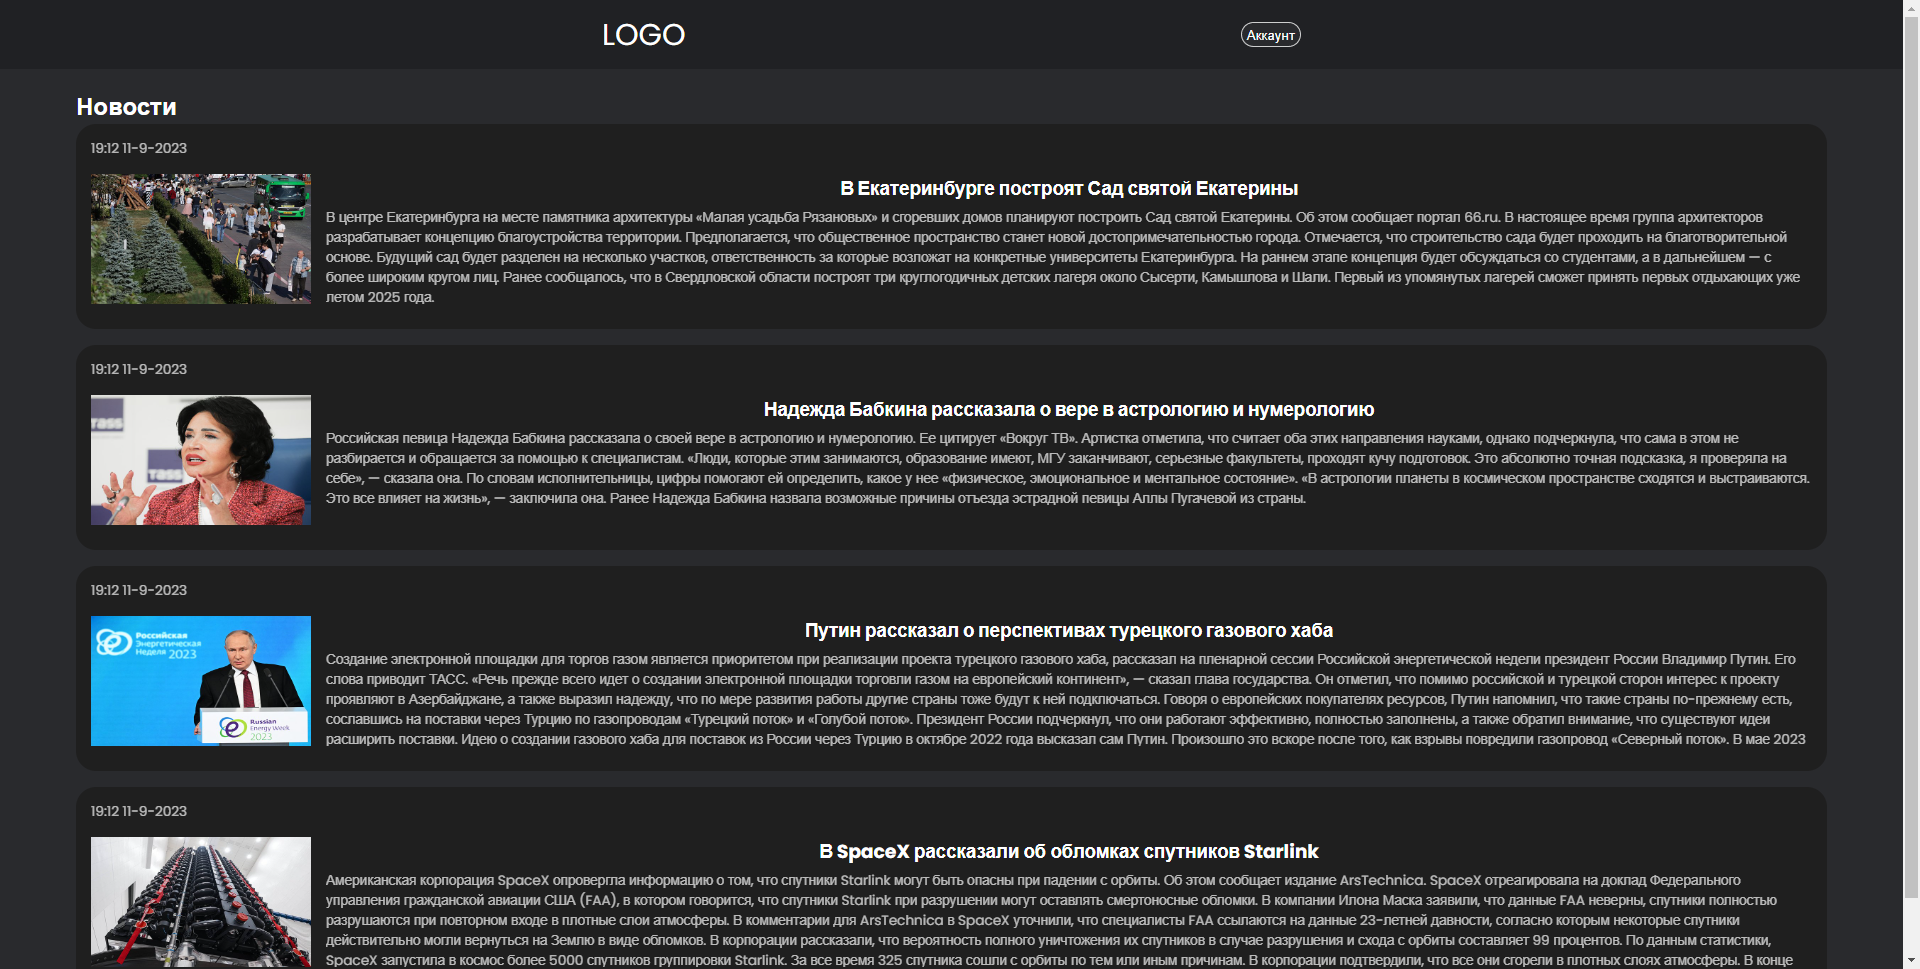 LOGO
Аккаунт
Новости
19:12 11-9-2023
В Екатеринбурге построят Сад святой Екатерины
В центре Екатеринбурга на месте памятника архитектуры «Малая усадьба Рязановых» и сгоревших домов планируют построить Сад святой Екатерины. Об этом сообщает портал 66.ru. В настоящее время группа архитекторов
разрабатывает концепцию благоустройства территории. Предполагается, что общественное пространство станет новой достопримечательностью города. Отмечается, что строительство сада будет проходить на благотворительной
основе. Будущий сад будет разделен на несколько участков, ответственность за которые возложат на конкретные университеты Екатеринбурга. На раннем этапе концепция будет обсуждаться со студентами, а в дальнейшем — с
более широким кругом лиц. Ранее сообщалось, что в Свердловской области построят три круглогодичных детских лагеря около Сысерти, Камышлова и Шали. Первый из упомянутых лагерей сможет принять первых отдыхающих уже
летом 2025 года.
19:12 11-9-2023
Надежда Бабкина рассказала о вере в астрологию и нумерологию
tass
TASS
Российская певица Надежда Бабкина рассказала о своей вере в астрологию и нумерологию. Ее цитирует «Вокруг ТВ». Артистка отметила, что считает оба этих направления науками, однако подчеркнула, что сама в этом не
разбирается и обращается за помощью к специалистам. «Люди, которые этим занимаются, образование имеют, МГУ заканчивают, серьезные факультеты, проходят кучу подготовок. Это абсолютно точная подсказка, я проверяла на
себе», — сказала она. По словам исполнительницы, цифры помогают ей определить, какое у нее «физическое, эмоциональное и ментальное состояние». «В астрологии планеты в космическом пространстве сходятся и выстраиваются.
Это все влияет на жизнь», — заключила она. Ранее Надежда Бабкина назвала возможные причины отъезда эстрадной певицы Аллы Пугачевой из страны.
19:12 11-9-2023
Российская
Энергетическая
Неделя 2023
Russian
Energy Week
2023
Путин рассказал о перспективах турецкого газового хаба
Создание электронной площадки для торгов газом является приоритетом при реализации проекта турецкого газового хаба, рассказал на пленарной сессии Российской энергетической недели президент России Владимир Путин. Его
слова приводит ТАСС. «Речь прежде всего идет о создании электронной площадки торговли газом на европейский континент», — сказал глава государства. Он отметил, что помимо российской и турецкой сторон интерес к проекту
проявляют в Азербайджане, а также выразил надежду, что по мере развития работы другие страны тоже будут к ней подключаться. Говоря о европейских покупателях ресурсов, Путин напомнил, что такие страны по-прежнему есть,
сославшись на поставки через Турцию по газопроводам «Турецкий поток» и «Голубой поток». Президент России подчеркнул, что они работают эффективно, полностью заполнены, а также обратил внимание, что существуют идеи
расширить поставки. Идею о создании газового хаба для поставок из России через Турцию в октябре 2022 года высказал сам Путин. Произошло это вскоре после того, как взрывы повредили газопровод «Северный поток». В мае 2023
19:12 11-9-2023
В SpaceX рассказали об обломках спутников Starlink
Американская корпорация SpaceX опровергла информацию о том, что спутники Starlink могут быть опасны при падении с орбиты. Об этом сообщает издание ArsTechnica. SpaceX отреагировала на доклад Федерального
управления гражданской авиации США (FAA), в котором говорится, что спутники Starlink при разрушении могут оставлять смертоносные обломки. В компании Илона Маска заявили, что данные FAA неверны, спутники полностью
разрушаются при повторном входе в плотные слои атмосферы. В комментарии для ArsTechnica в SpaceX уточнили, что специалисты FAA ссылаются на данные 23-летней давности, согласно которым некоторые спутники
действительно могли вернуться на Землю в виде обломков. В корпорации рассказали, что вероятность полного уничтожения их спутников в случае разрушения и схода с орбиты составляет 99 процентов. По данным статистики,
SpaceX запустила в космос более 5000 спутников группировки Starlink. За все время 325 спутника сошли с орбиты по тем или иным причинам. В корпорации подтвердили, что все они сгорели в плотных слоях атмосферы. В конце